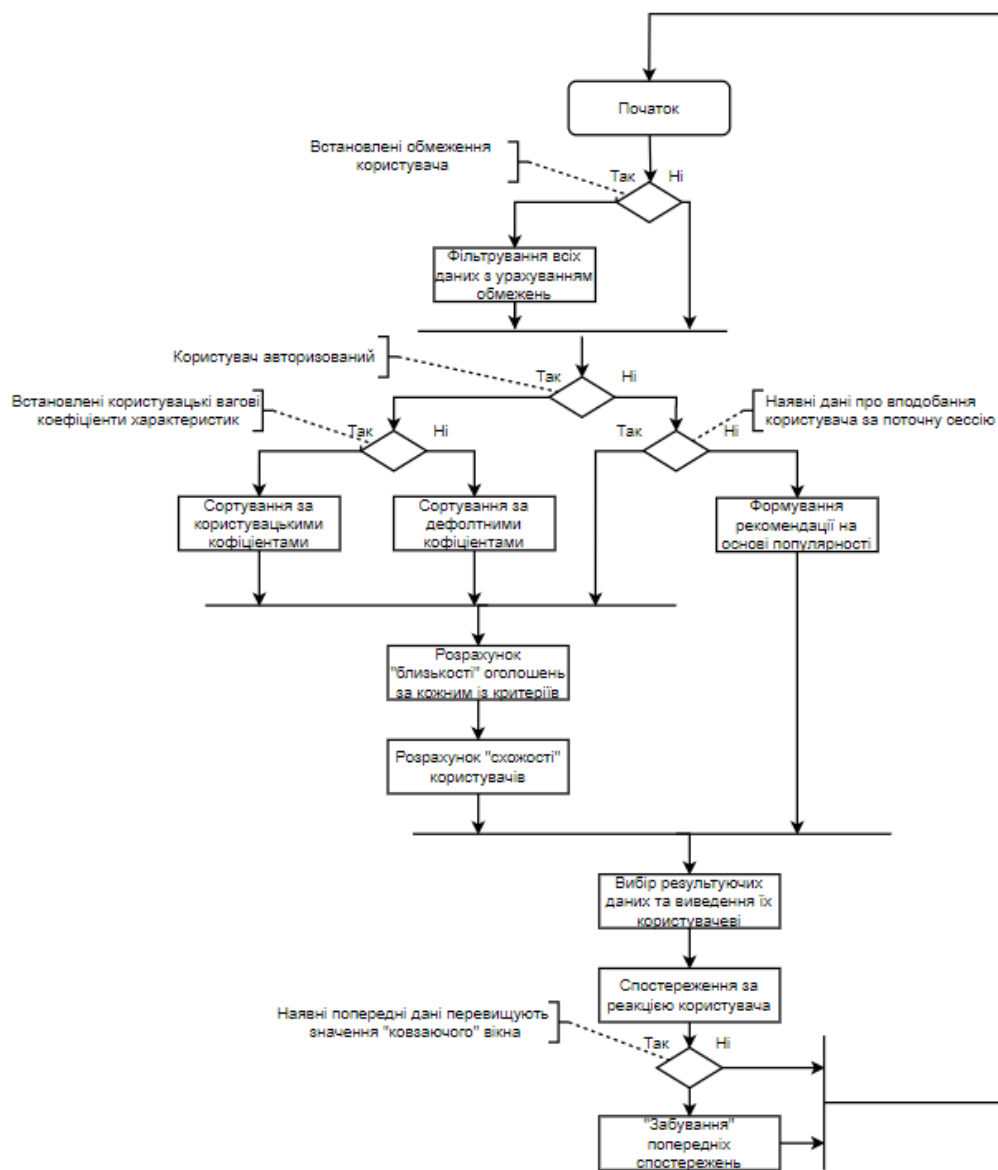 Початок
Встановлені обмеження
користувача
Так
Ні
Фільтрування всіх
даних з урахуванням
обмежень
Користувач авторизований
Так
Ні
Встановлені користувацькі вагові
коефіцієнти характеристик
Так
Ні
Так
Ні
Наявні дані про вподобання
користувача за поточну сессію
Сортування за
користувацькими
кофіцієнтами
Сортування за
дефолтними
кофіцієнтами
Формування
рекомендації на
основі популярності
Розрахунок
"близькості" оголошень
за кожним із критеріїв
Розрахунок "схожості"
користувачів
Вибір результуючих
даних та виведення їх
користувачеві
Спостереження за
реакцією користувача
Наявні попередні дані перевищують
значення "ковзаючого" вікна
Так
Ні
"Забування"
попередніх
спостережень